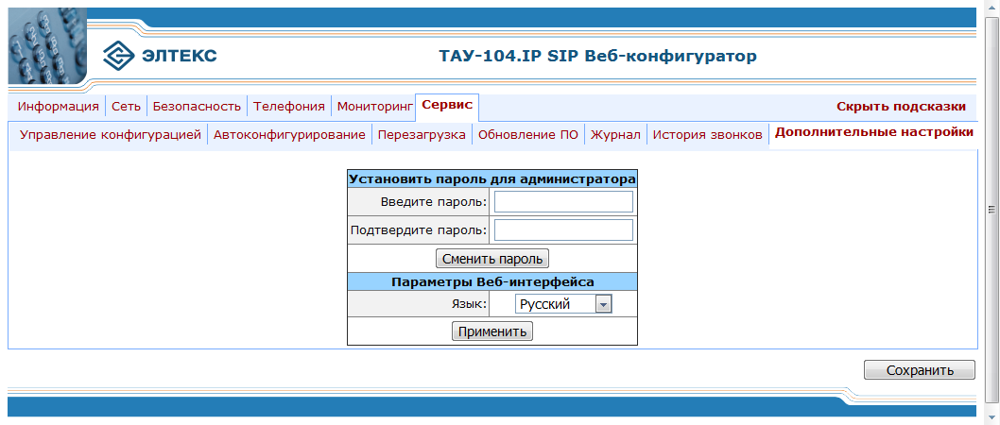 ЭЛТЕКС
ТАУ-104.IP SIP Веб-конфигуратор
Информация Сеть Безопасность Телефония Мониторинг Сервис Скрыть подсказки
Управление конфигурацией Автоконфигурирование Перезагрузка Обновление ПО Журнал История звонков Дополнительные настройки
Установить пароль для администратора
Введите пароль:
Подтвердите пароль:
Сменить пароль
Параметры Веб-интерфейса
Язык: Русский
Применить
Сохранить